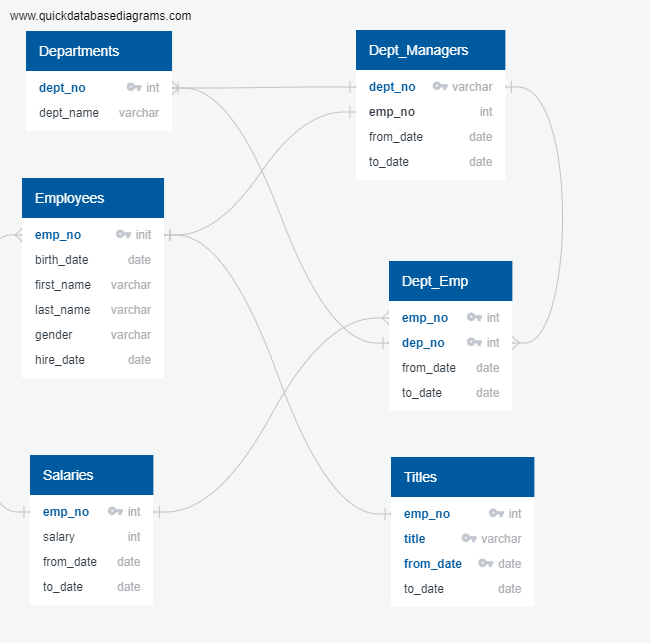 www.quickdatabasediagrams.com
Departments
dept_no int
dept_name varchar
Dept_Managers
dept_no varchar
emp_no int
from_date date
to_date date
Employees
emp_no init
birth_date date
first_name varchar
last_name varchar
gender varchar
hire_date date
Dept_Emp
emp_no int
dep_no int
from_date date
to_date date
Salaries
emp_no int
salary int
from_date date
to_date date
Titles
emp_no int
title varchar
from_date date
to_date date